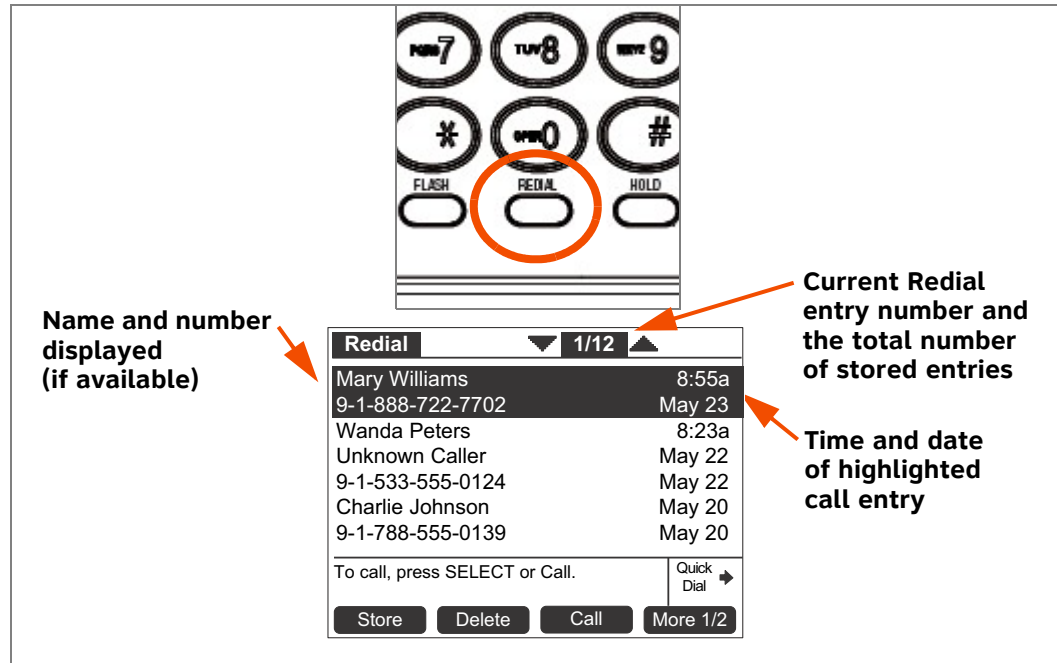 TUV 8
9
*
OPER 0
#
FLASH REDIAL HOLD
Name and number
displayed
(if available)
Current Redial
entry number and
the total number
of stored entries
Redial 1/12
Mary Williams 8:55a
9-1-888-722-7702 May 23
Wanda Peters 8:23a
Unknown Caller May 22
9-1-533-555-0124 May 22
Charlie Johnson May 20
9-1-788-555-0139 May 20
Time and date
of highlighted
call entry
To call, press SELECT or Call. Quick
Dial
Store Delete Call More 1/2